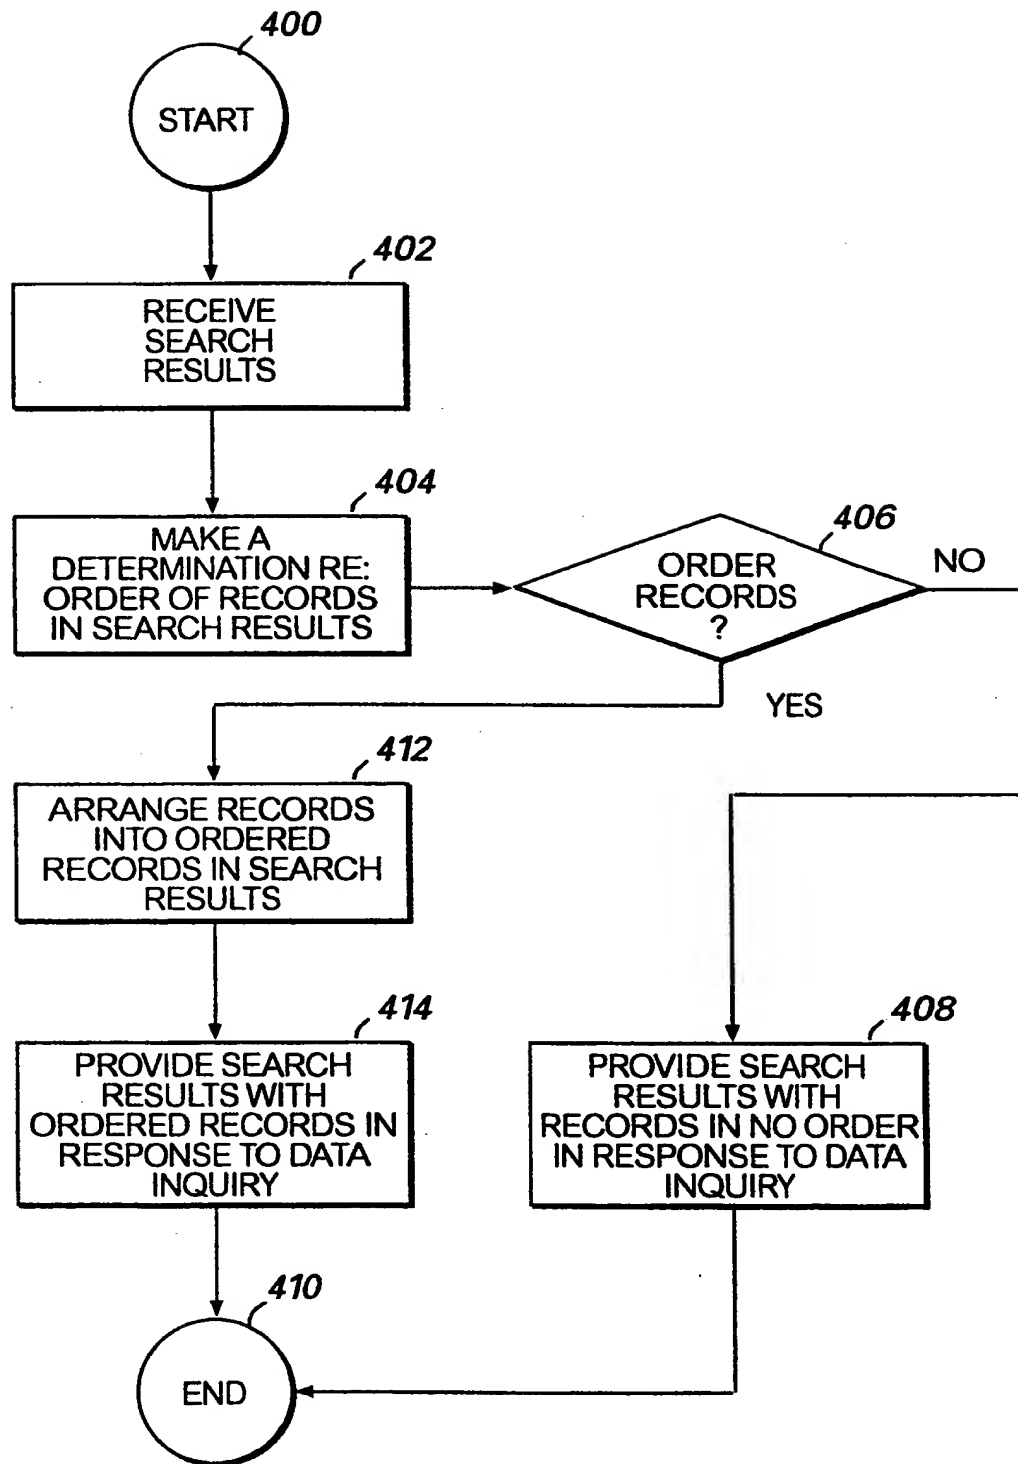 400
START
402
RECEIVE
SEARCH
RESULTS
404
MAKE A
DETERMINATION RE:
ORDER OF RECORDS
IN SEARCH RESULTS
406
ORDER
RECORDS
?
NO
YES
412
ARRANGE RECORDS
INTO ORDERED
RECORDS IN SEARCH
RESULTS
414
PROVIDE SEARCH
RESULTS WITH
ORDERED RECORDS IN
RESPONSE TO DATA
INQUIRY
408
PROVIDE SEARCH
RESULTS WITH
RECORDS IN NO ORDER
IN RESPONSE TO DATA
INQUIRY
410
END